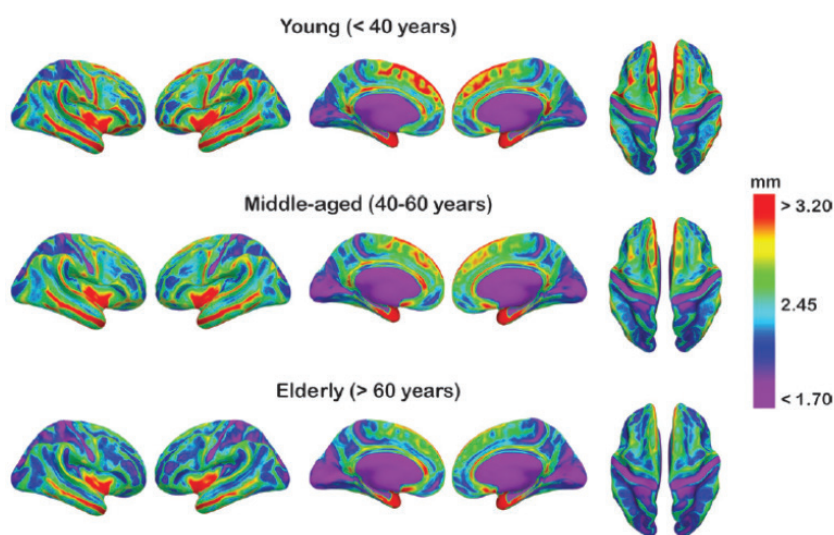 Young (< 40 years)
Middle-aged (40-60 years)
mm
> 3.20
2.45
< 1.70
Elderly (> 60 years)